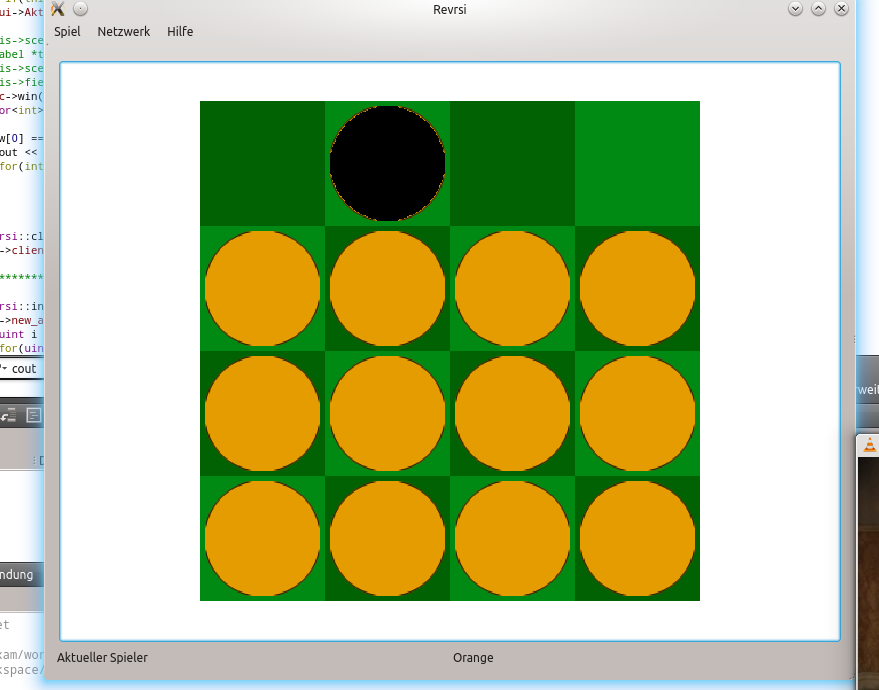 Revrsi
Spiel Netzwerk Hilfe
ui->Akt
is->sce
abel *t
is->sce
is->fie
c->win(
or<int>
w[0] ==
out <<
for(int
rsi::cl
->clien
********
rsi::in
->new_a
uint i
for(uin
cout
rweit
ndung
et
xam/wor
kspace/
Aktueller Spieler Orange